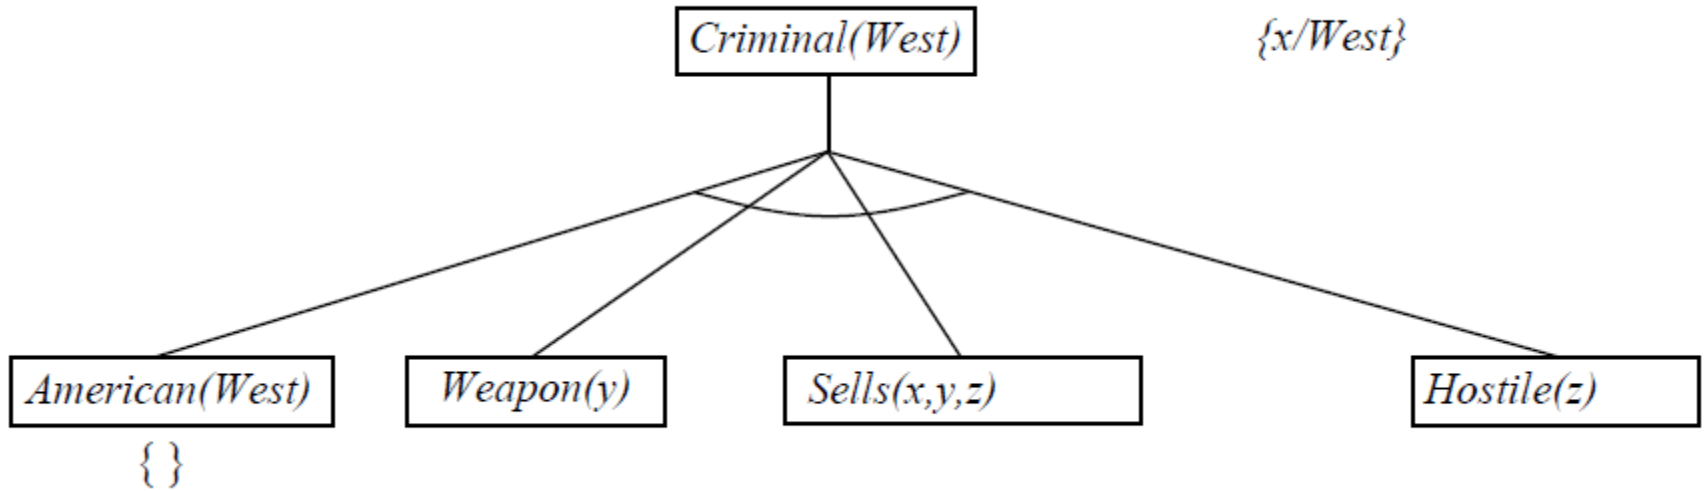 Criminal(West)
{x/West}
American(West)
Weapon(y)
Sells(x,y,z)
Hostile(z)
{ }